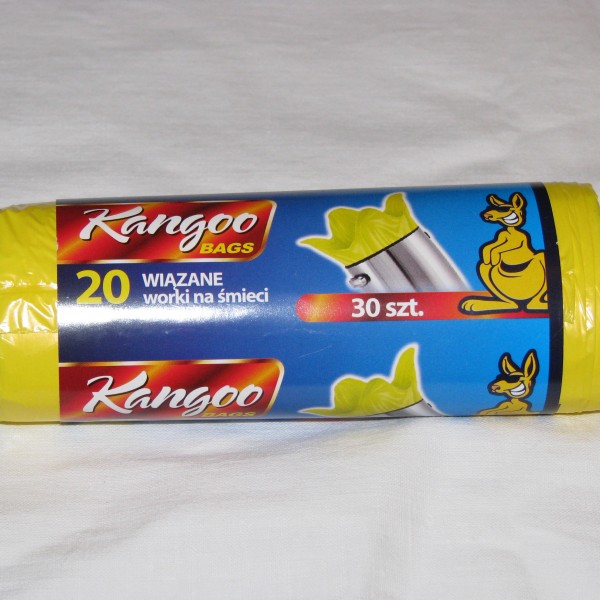 Kangoo
BAGS
20 WIĄZANE
worki na śmieci
30 szt.
Kangoo
BAGS